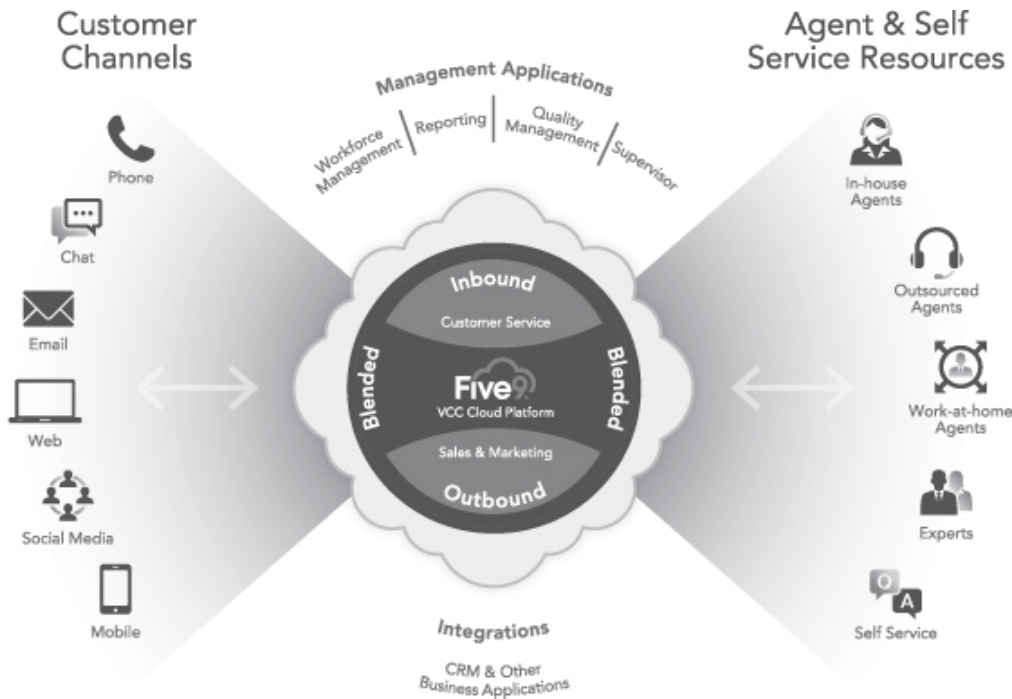 Customer
Channels
Phone
Chat
Email
Web
Social Media
Mobile
Management Applications
Workforce
Management
Reporting
Quality
Management
Supervisor
Inbound
Customer Service
Blended
Five9
VCC Cloud Platform
Blended
Sales & Marketing
Outbound
Integrations
CRM & Other
Business Applications
Agent & Self
Service Resources
In-house
Agents
Outsourced
Agents
Work-at-home
Agents
Experts
Q
A
Self Service